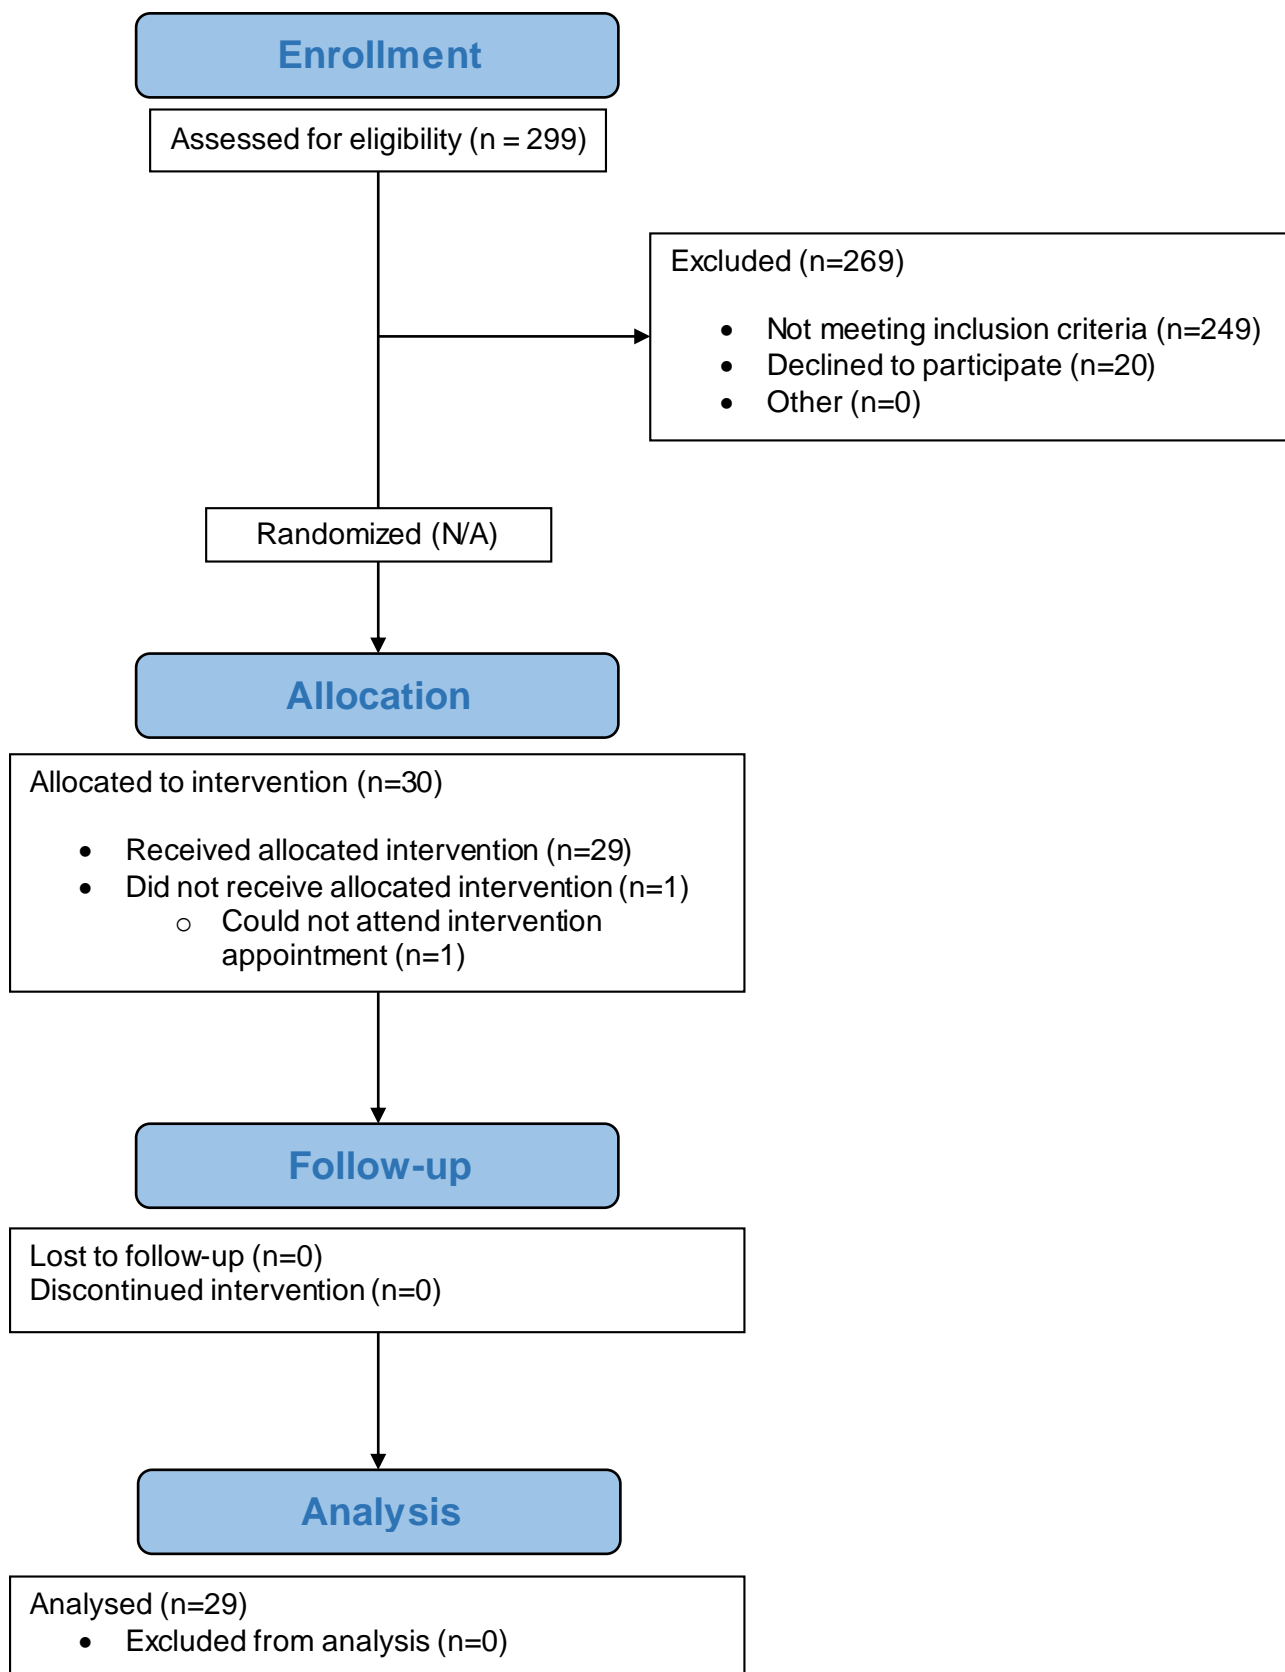 Enrollment
Assessed for eligibility (n = 299)
Excluded (n=269)
• Not meeting inclusion criteria (n=249)
• Declined to participate (n=20)
• Other (n=0)
Randomized (N/A)
Allocation
Allocated to intervention (n=30)
• Received allocated intervention (n=29)
• Did not receive allocated intervention (n=1)
o Could not attend intervention
appointment (n=1)
Follow-up
Lost to follow-up (n=0)
Discontinued intervention (n=0)
Analysis
Analysed (n=29)
• Excluded from analysis (n=0)